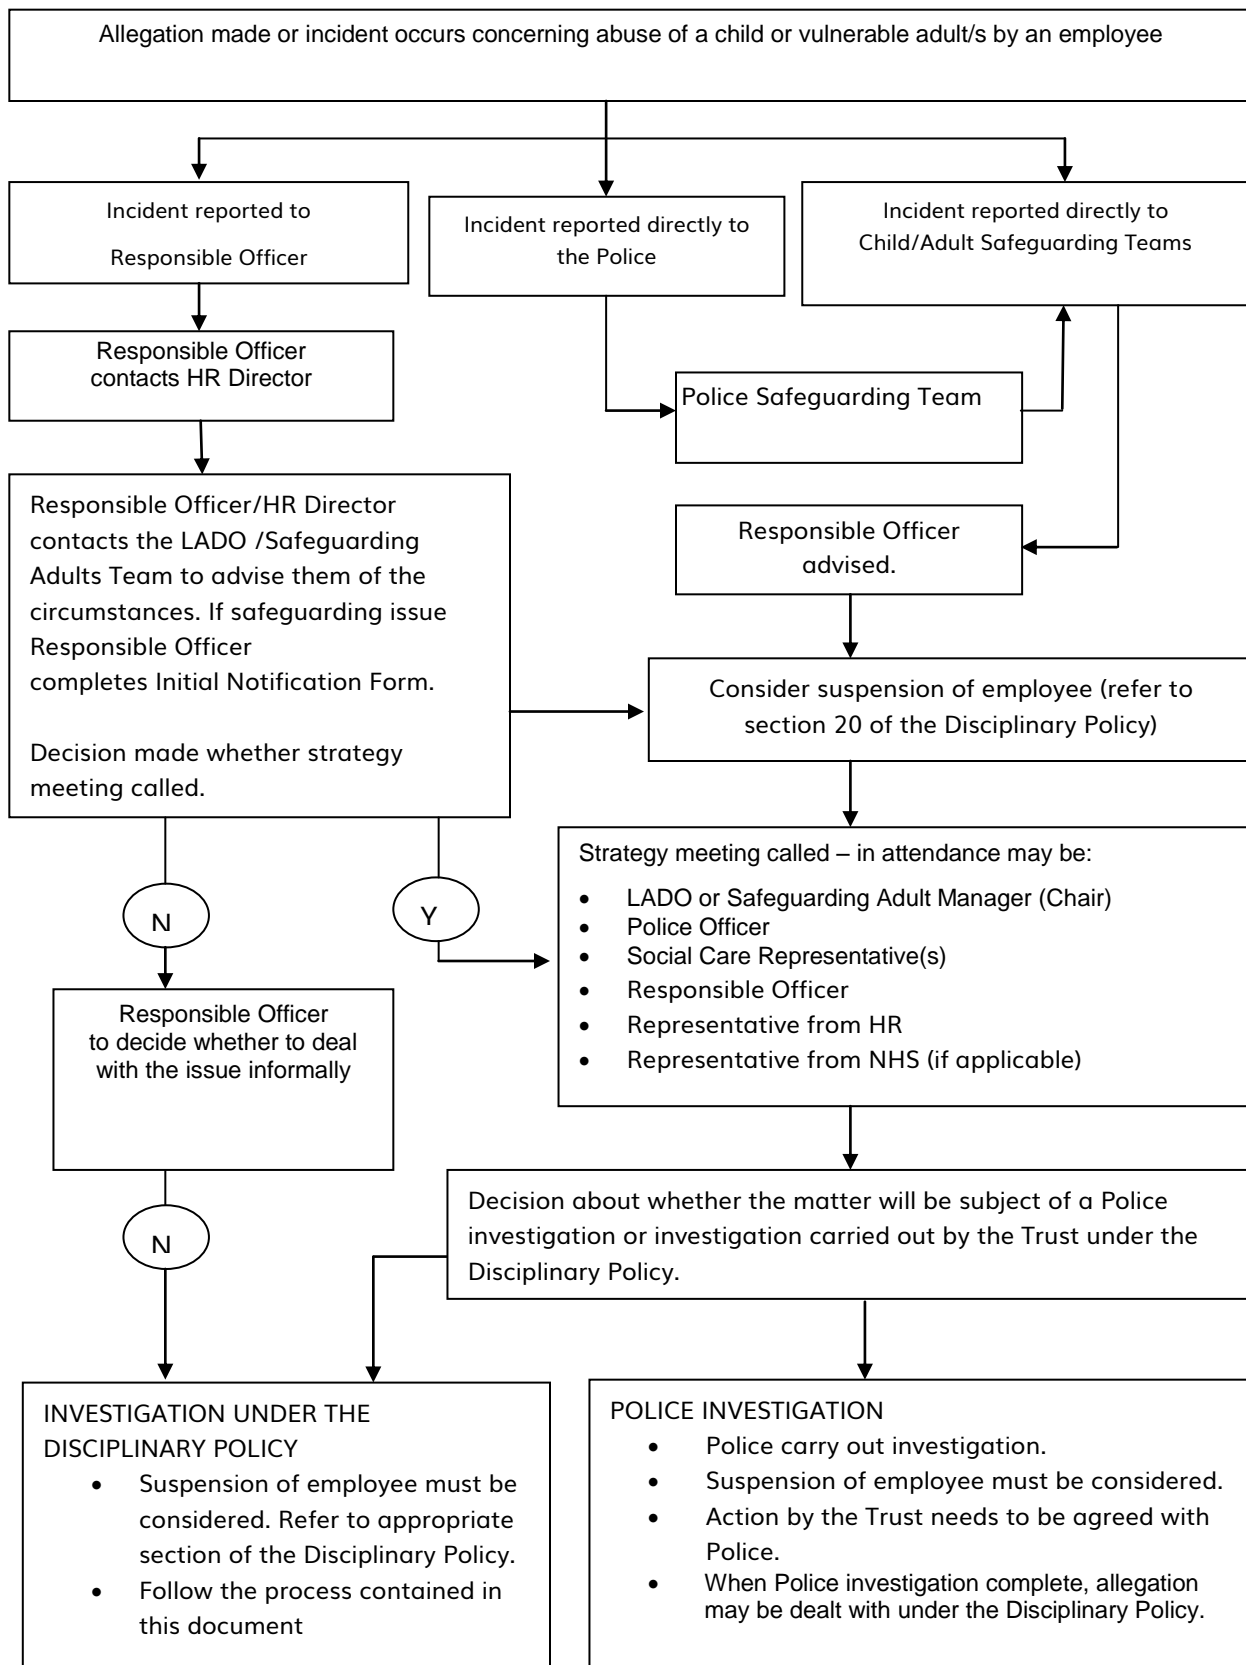 Allegation made or incident occurs concerning abuse of a child or vulnerable adult/s by an employee
Incident reported to
Responsible Officer
Incident reported directly to
the Police
Incident reported directly to
Child/Adult Safeguarding Teams
Responsible Officer
contacts HR Director
Police Safeguarding Team
Responsible Officer/HR Director
contacts the LADO /Safeguarding
Adults Team to advise them of the
circumstances. If safeguarding issue
Responsible Officer
completes Initial Notification Form.
Decision made whether strategy
meeting called.
Responsible Officer
advised.
Consider suspension of employee (refer to
section 20 of the Disciplinary Policy)
N
Y
Strategy meeting called – in attendance may be:
• LADO or Safeguarding Adult Manager (Chair)
• Police Officer
• Social Care Representative(s)
• Responsible Officer
• Representative from HR
• Representative from NHS (if applicable)
Responsible Officer
to decide whether to deal
with the issue informally
N
Decision about whether the matter will be subject of a Police
investigation or investigation carried out by the Trust under the
Disciplinary Policy.
INVESTIGATION UNDER THE
DISCIPLINARY POLICY
• Suspension of employee must be
considered. Refer to appropriate
section of the Disciplinary Policy.
• Follow the process contained in
this document
POLICE INVESTIGATION
• Police carry out investigation.
• Suspension of employee must be considered.
• Action by the Trust needs to be agreed with
Police.
• When Police investigation complete, allegation
may be dealt with under the Disciplinary Policy.